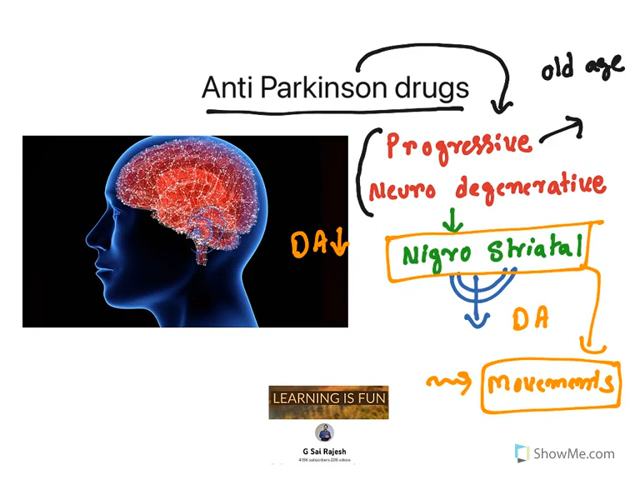 old age
Anti Parkinson drugs
Progressive
Neuro degenerative
DA
Nigro Striatal
DA
Movements
LEARNING IS FUN
G Sai Rajesh
ShowMe.com